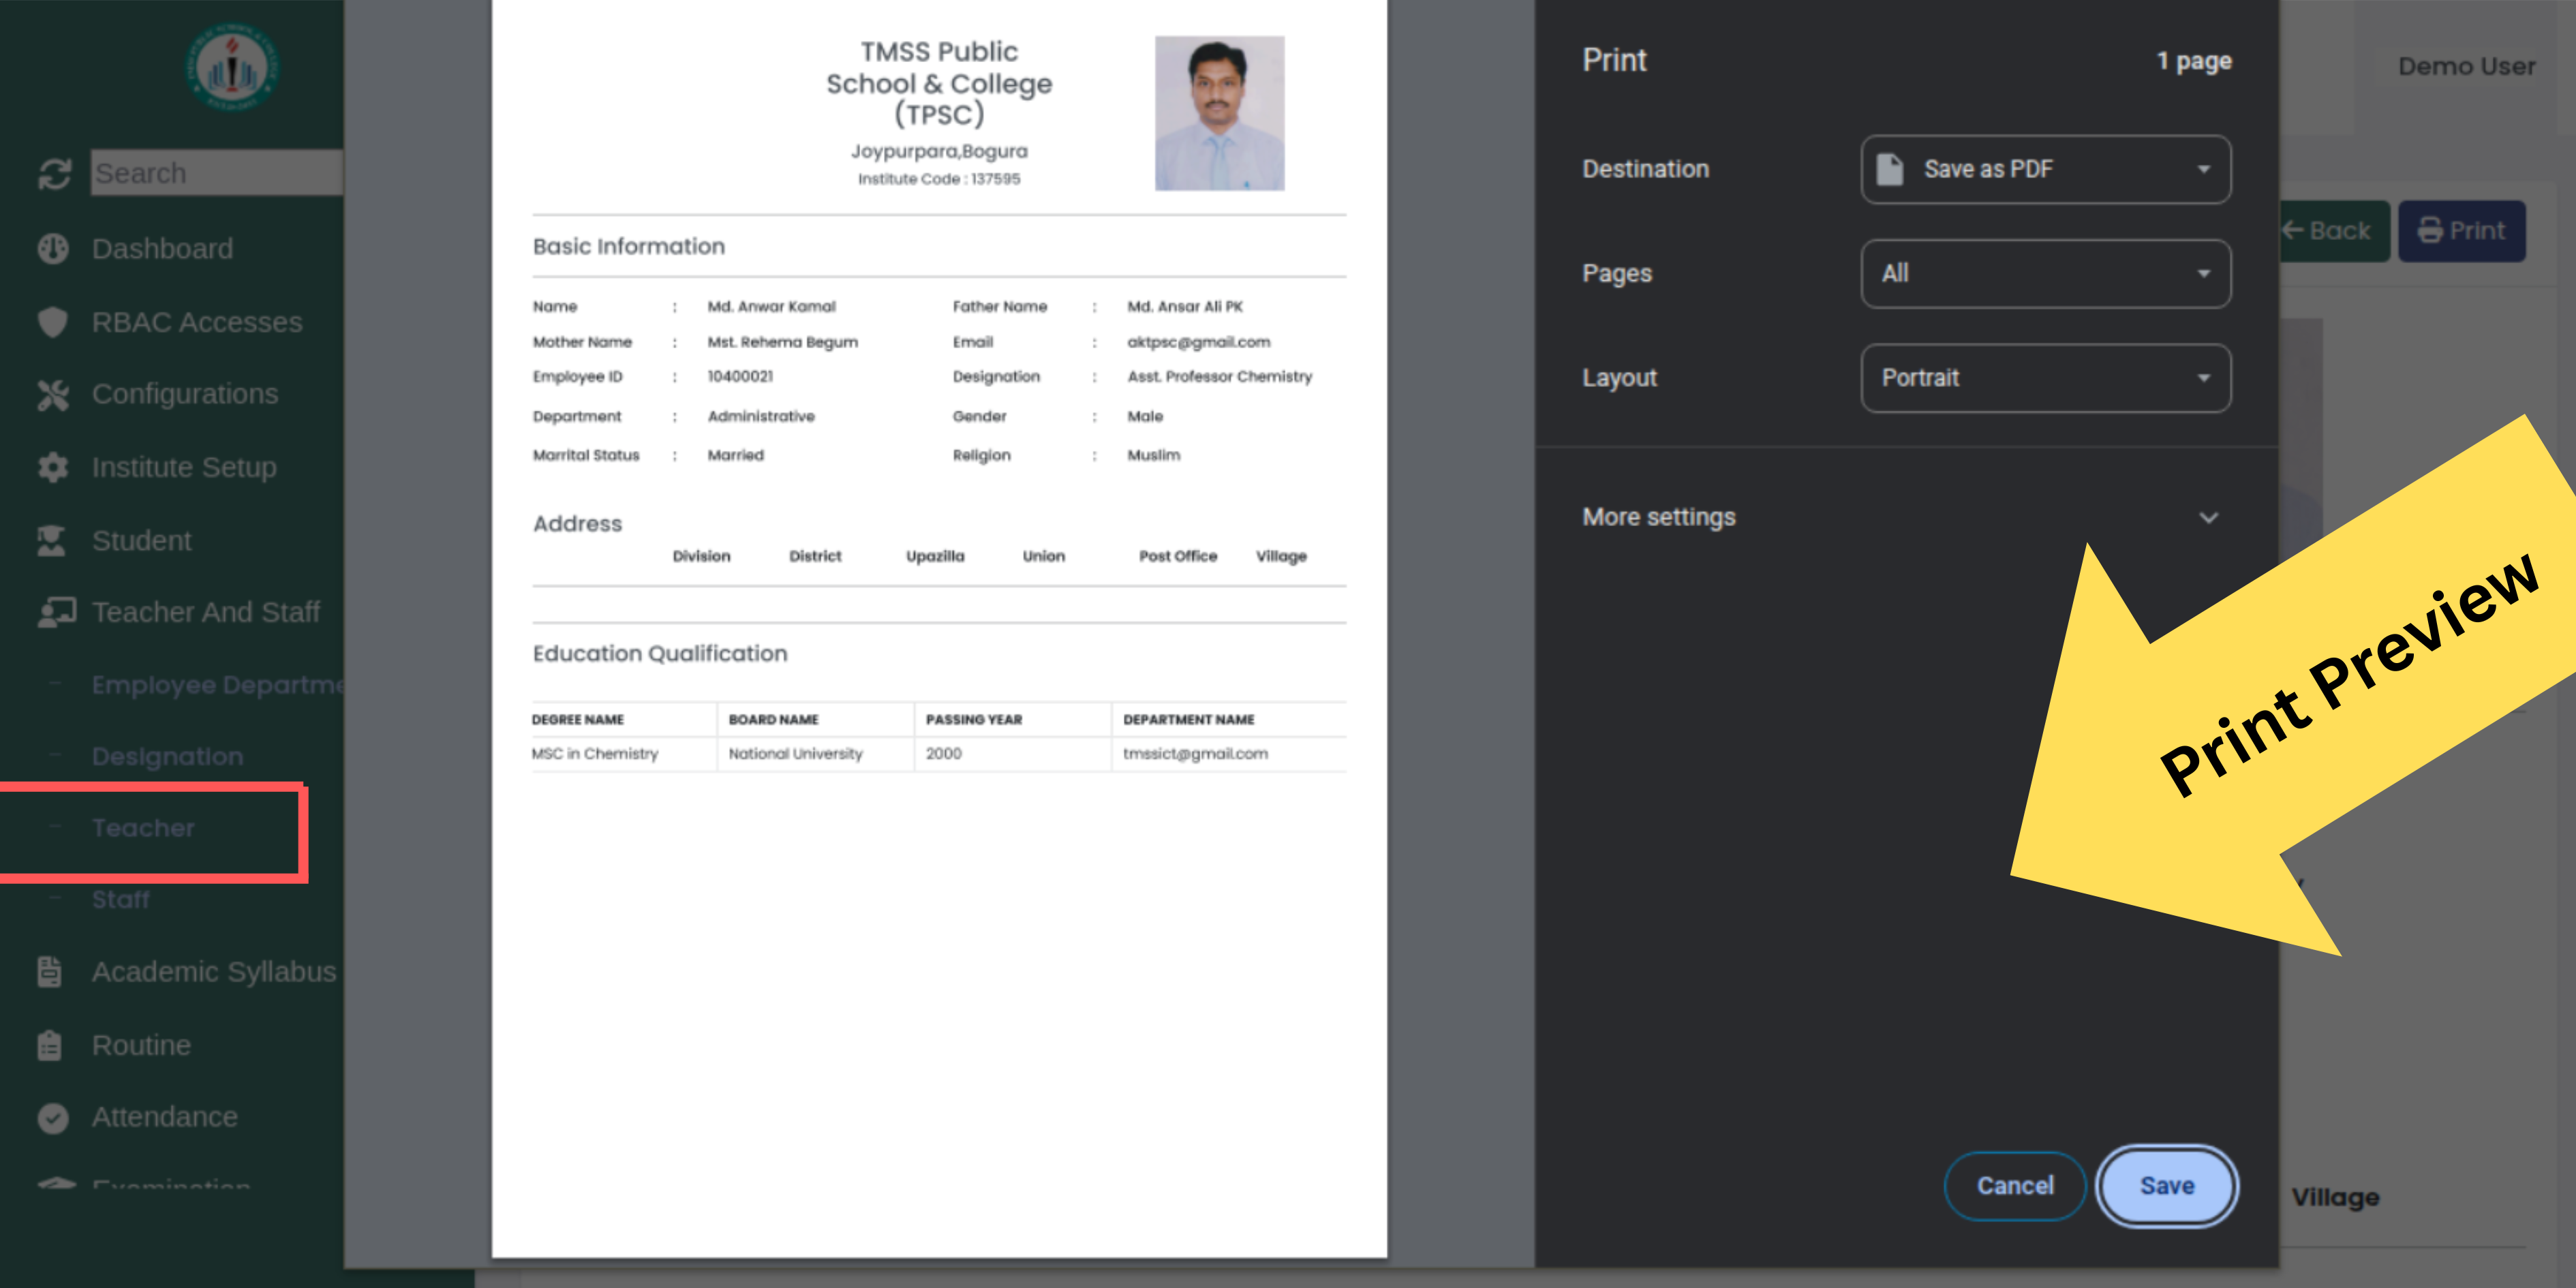 Search
Dashboard
RBAC Accesses
Configurations
Institute Setup
Student
Teacher And Staff
Employee Departme
Designation
Teacher
Staff
Academic Syllabus
Routine
Attendance
Examination
TMSS Public
School & College
(TPSC)
Joypurpara,Bogura
Institute Code : 137595
Basic Information
Name : Md. Anwar Kamal Father Name : Md. Ansar Ali PK
Mother Name : Mst. Rehema Begum Email : aktpsc@gmail.com
Employee ID : 10400021 Designation : Asst. Professor Chemistry
Department : Administrative Gender : Male
Marrital Status : Married Religion : Muslim
Address
Division District Upazilla Union Post Office Village
Education Qualification
DEGREE NAME BOARD NAME PASSING YEAR DEPARTMENT NAME
MSC in Chemistry National University 2000 tmssict@gmail.com
Print 1 page
Destination Save as PDF
Pages All
Layout Portrait
More settings
Cancel Save
Demo User
Back Print
Print Preview
Village